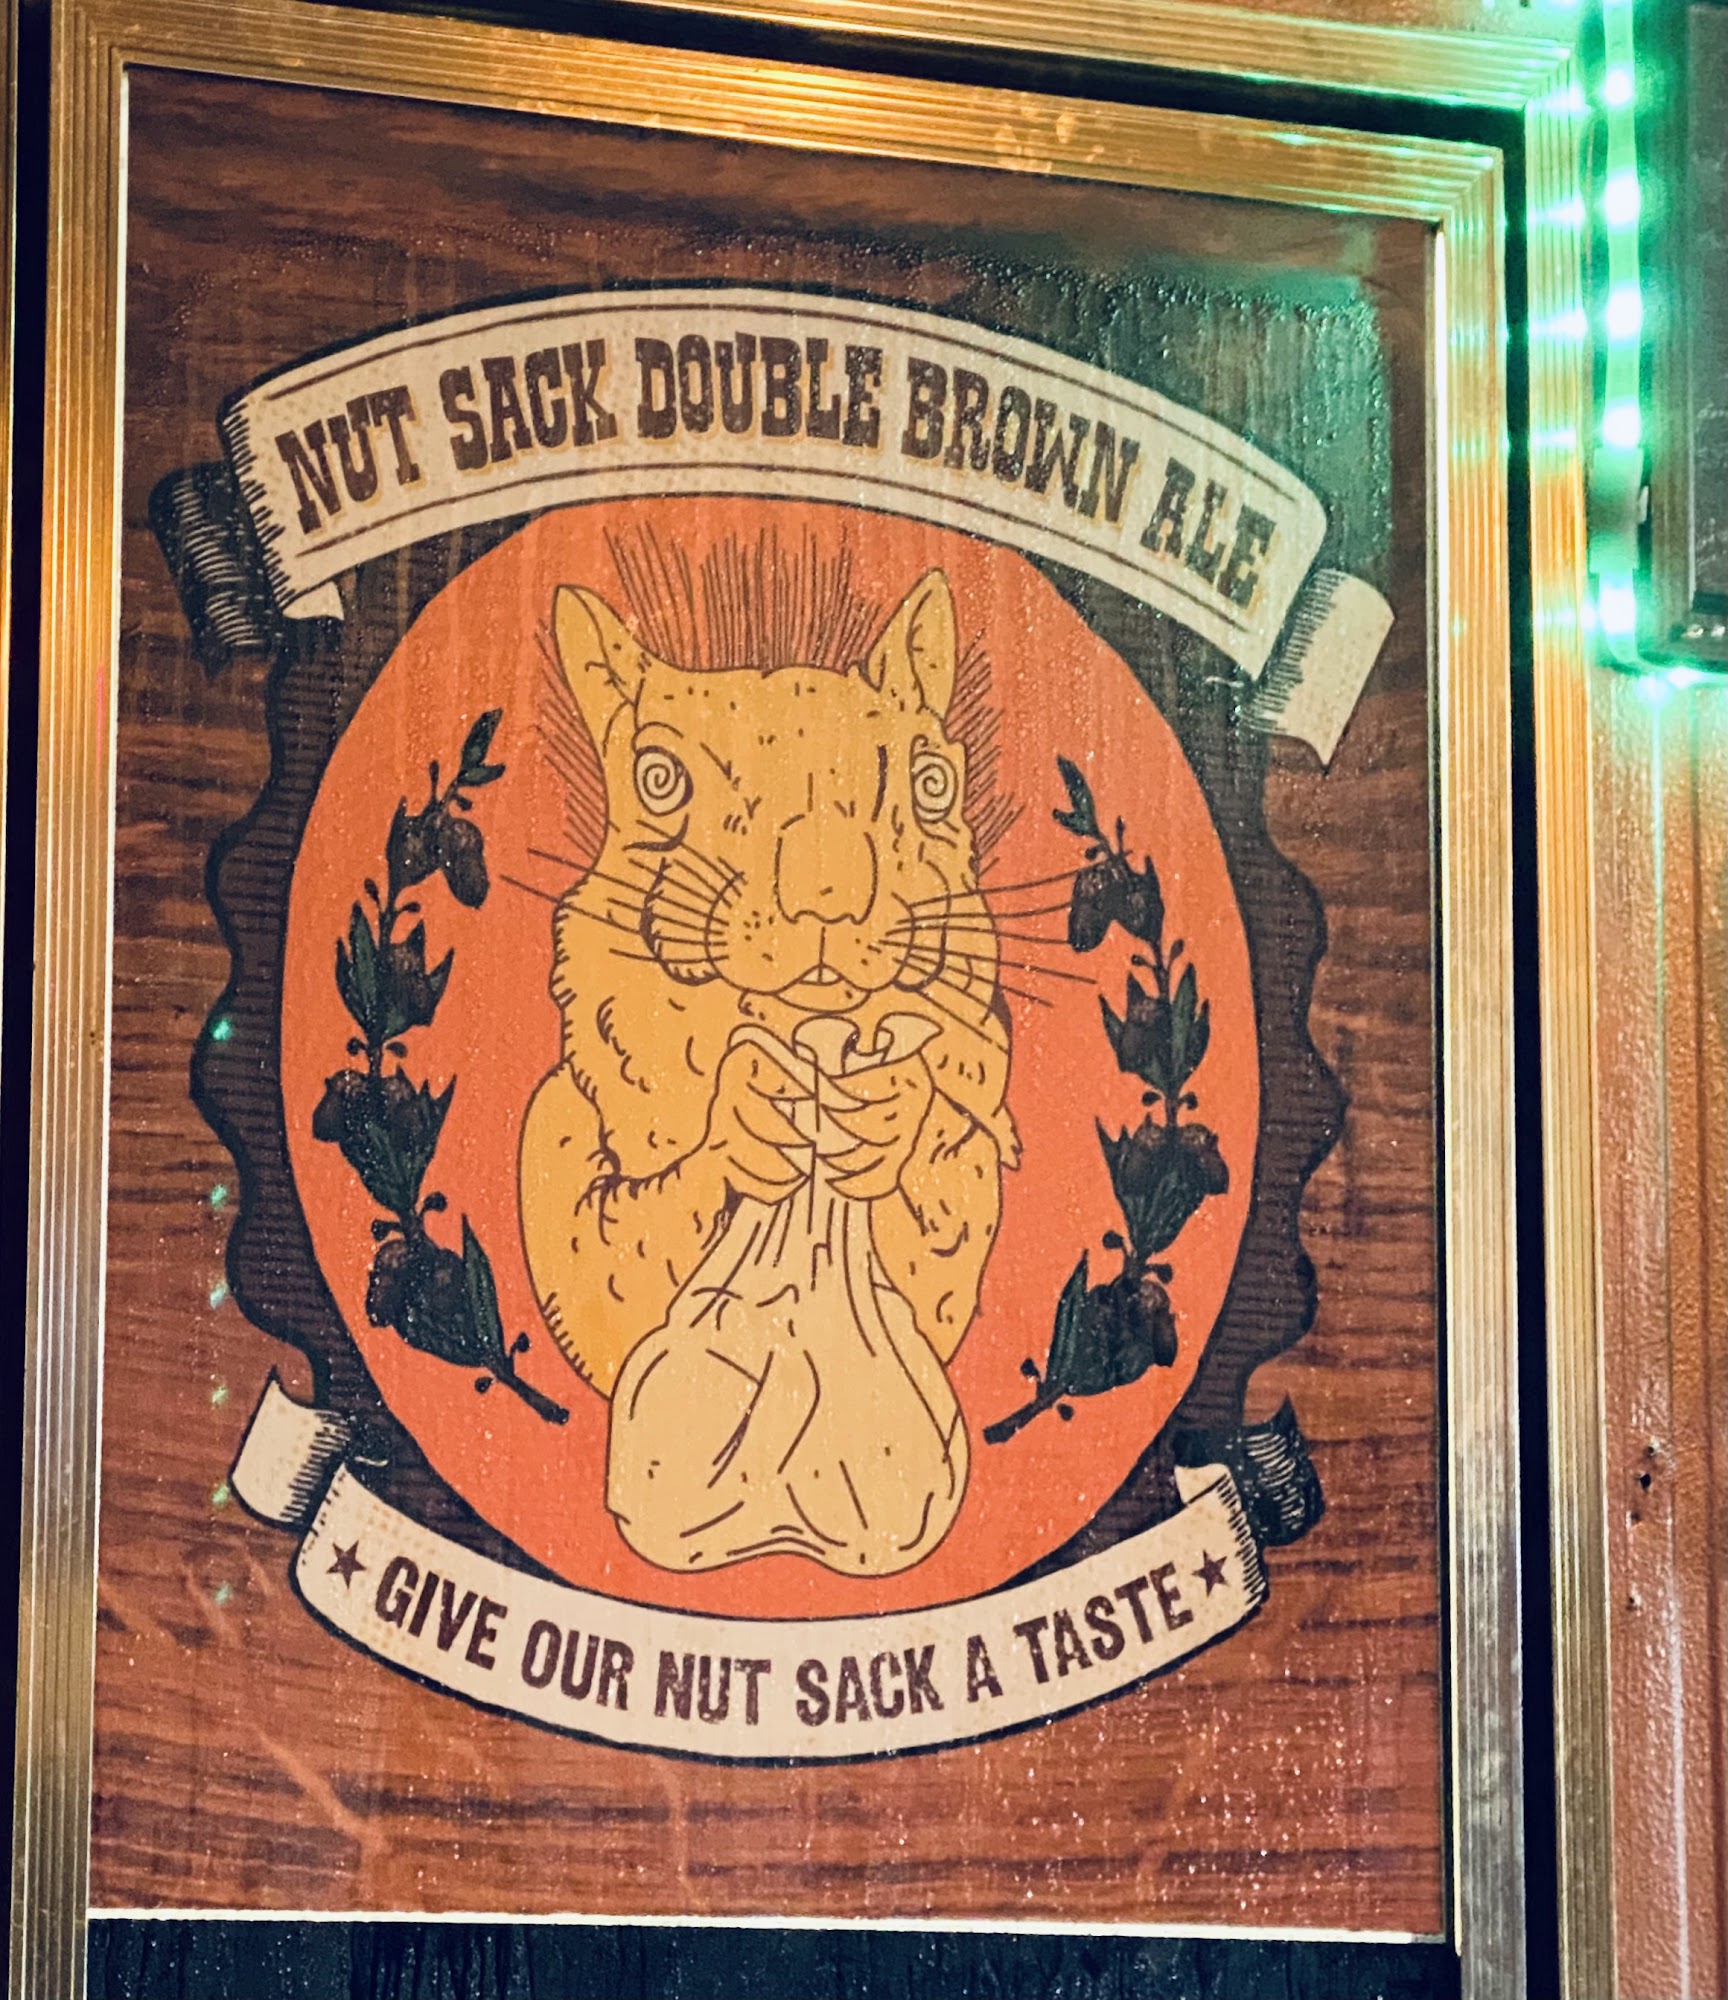 NUT SACK DOUBLE BROWN ALE
★ GIVE OUR NUT SACK A TASTE ★